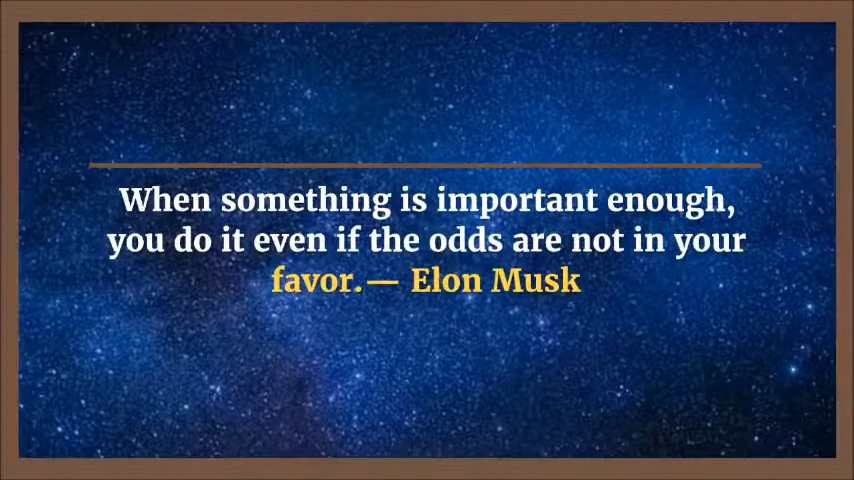 When something is important enough,
you do it even if the odds are not in your
favor.— Elon Musk